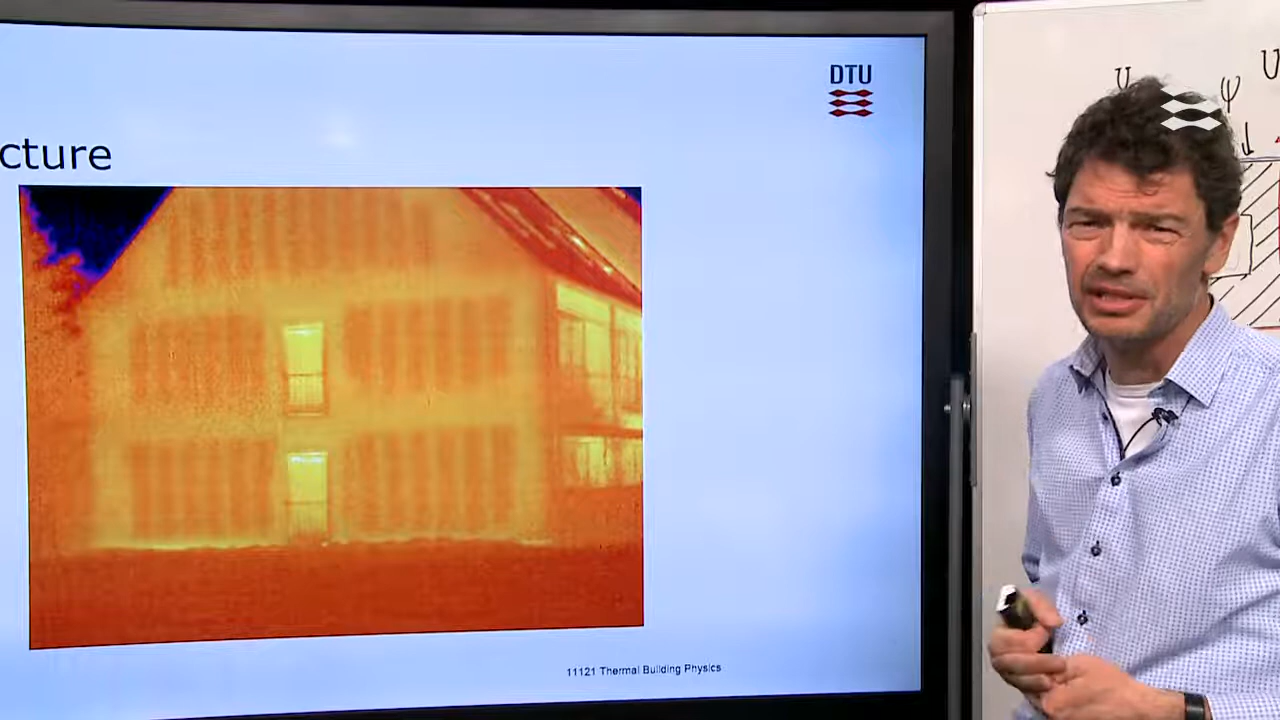 DTU
cture
11121 Thermal Building Physics
U
ψ
U